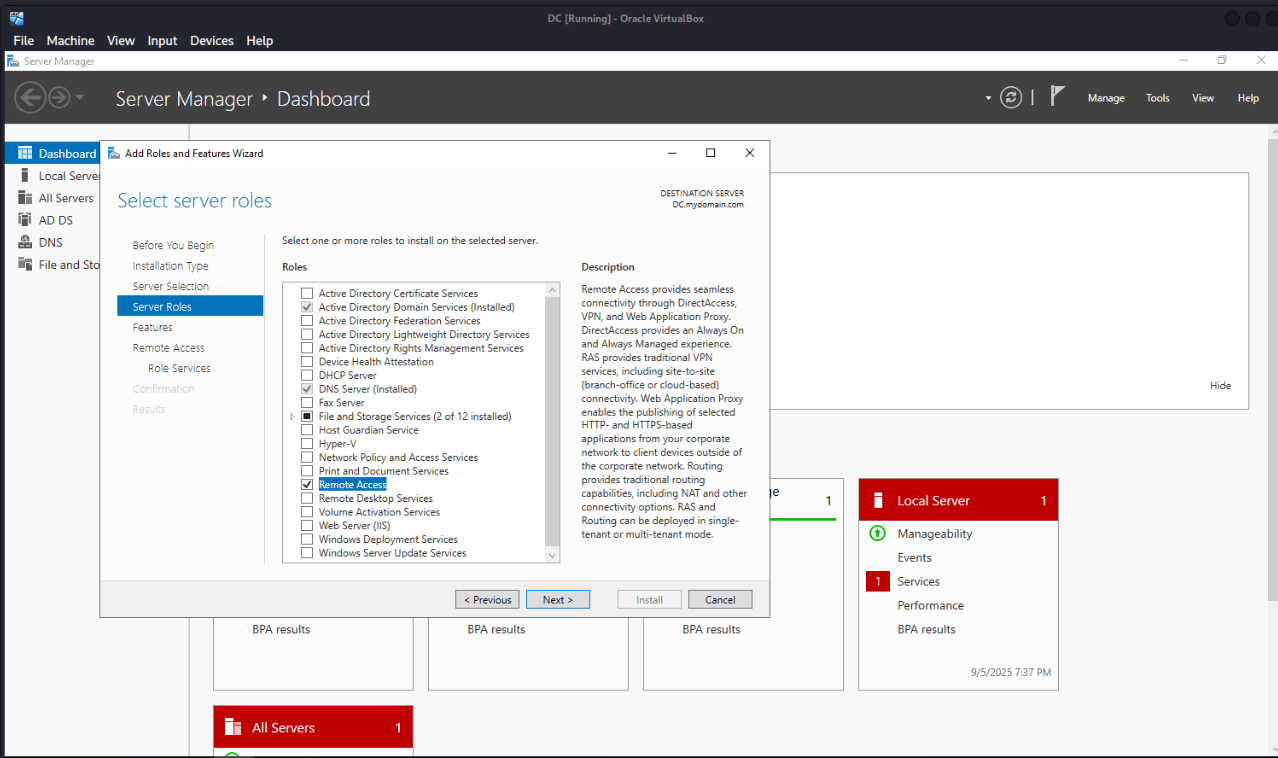 DC [Running] - Oracle VirtualBox
File Machine View Input Devices Help
Server Manager
Server Manager ‣ Dashboard
Manage Tools View Help
Dashboard
Local Server
All Servers
AD DS
DNS
File and Sto
Add Roles and Features Wizard
Select server roles
DESTINATION SERVER
DC.mydomain.com
Before You Begin
Installation Type
Server Selection
Server Roles
Features
Remote Access
Role Services
Confirmation
Results
Select one or more roles to install on the selected server.
Roles
Active Directory Certificate Services
Active Directory Domain Services (Installed)
Active Directory Federation Services
Active Directory Lightweight Directory Services
Active Directory Rights Management Services
Device Health Attestation
DHCP Server
DNS Server (Installed)
Fax Server
File and Storage Services (2 of 12 installed)
Host Guardian Service
Hyper-V
Network Policy and Access Services
Print and Document Services
Remote Access
Remote Desktop Services
Volume Activation Services
Web Server (IIS)
Windows Deployment Services
Windows Server Update Services
Description
Remote Access provides seamless
connectivity through DirectAccess,
VPN, and Web Application Proxy.
DirectAccess provides an Always On
and Always Managed experience.
RAS provides traditional VPN
services, including site-to-site
(branch-office or cloud-based)
connectivity. Web Application Proxy
enables the publishing of selected
HTTP- and HTTPS-based
applications from your corporate
network to client devices outside of
the corporate network. Routing
provides traditional routing
capabilities, including NAT and other
connectivity options. RAS and
Routing can be deployed in single-
tenant or multi-tenant mode.
< Previous Next > Install Cancel
Hide
ge
1
BPA results
BPA results
BPA results
Local Server 1
Manageability
Events
1 Services
Performance
BPA results
9/5/2025 7:37 PM
All Servers 1